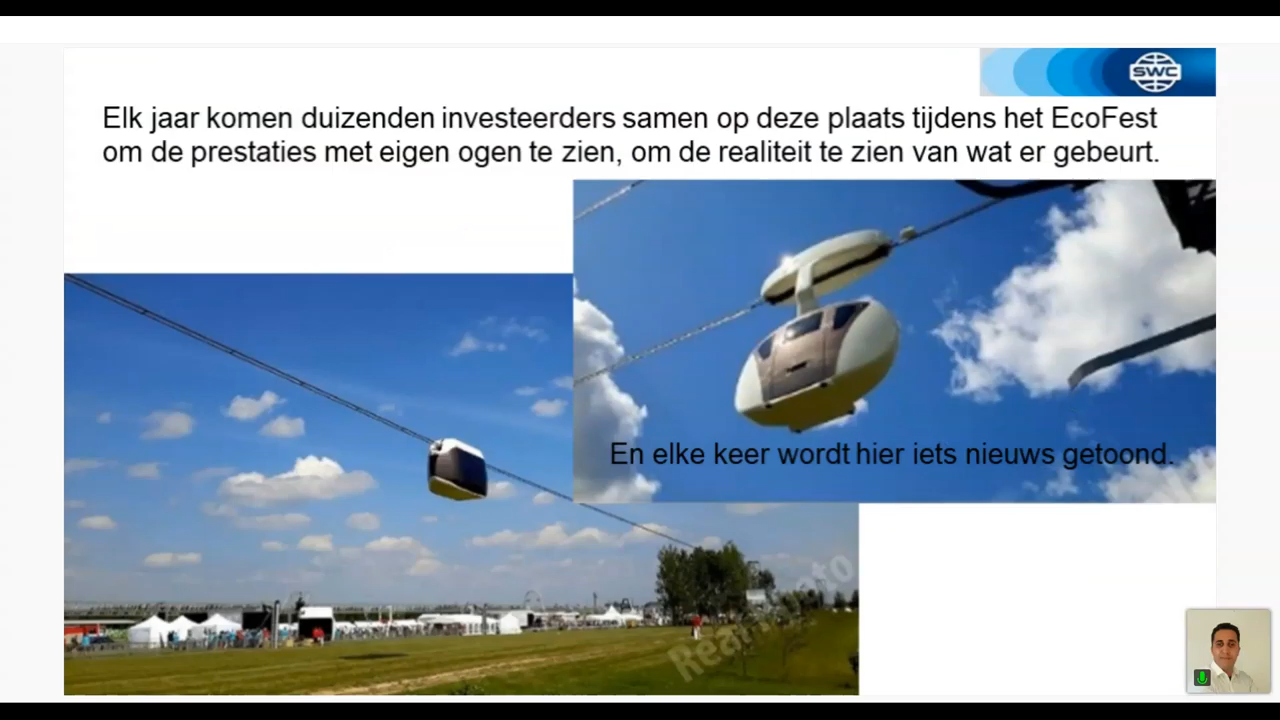 SWC
Elk jaar komen duizenden investeerders samen op deze plaats tijdens het EcoFest
om de prestaties met eigen ogen te zien, om de realiteit te zien van wat er gebeurt.
En elke keer wordt hier iets nieuws getoond.